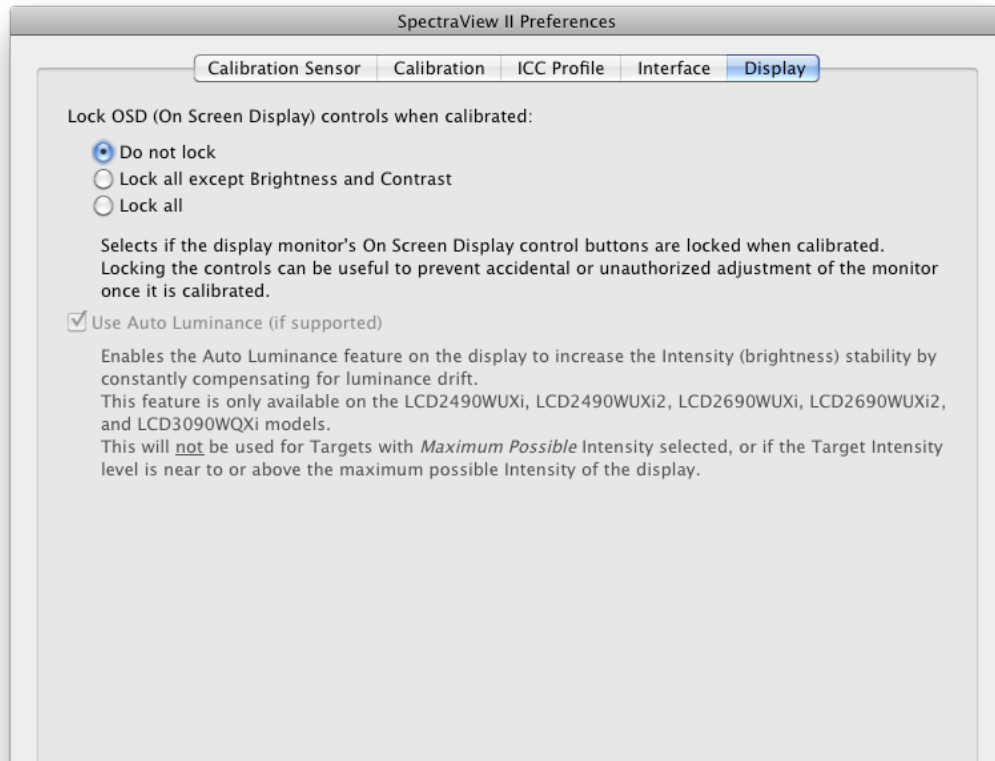 SpectraView II Preferences
Calibration Sensor Calibration ICC Profile Interface Display
Lock OSD (On Screen Display) controls when calibrated:
Do not lock
Lock all except Brightness and Contrast
Lock all
Selects if the display monitor's On Screen Display control buttons are locked when calibrated.
Locking the controls can be useful to prevent accidental or unauthorized adjustment of the monitor
once it is calibrated.
Use Auto Luminance (if supported)
Enables the Auto Luminance feature on the display to increase the Intensity (brightness) stability by
constantly compensating for luminance drift.
This feature is only available on the LCD2490WUXi, LCD2490WUXi2, LCD2690WUXi, LCD2690WUXi2,
and LCD3090WQXi models.
This will not be used for Targets with Maximum Possible Intensity selected, or if the Target Intensity
level is near to or above the maximum possible Intensity of the display.